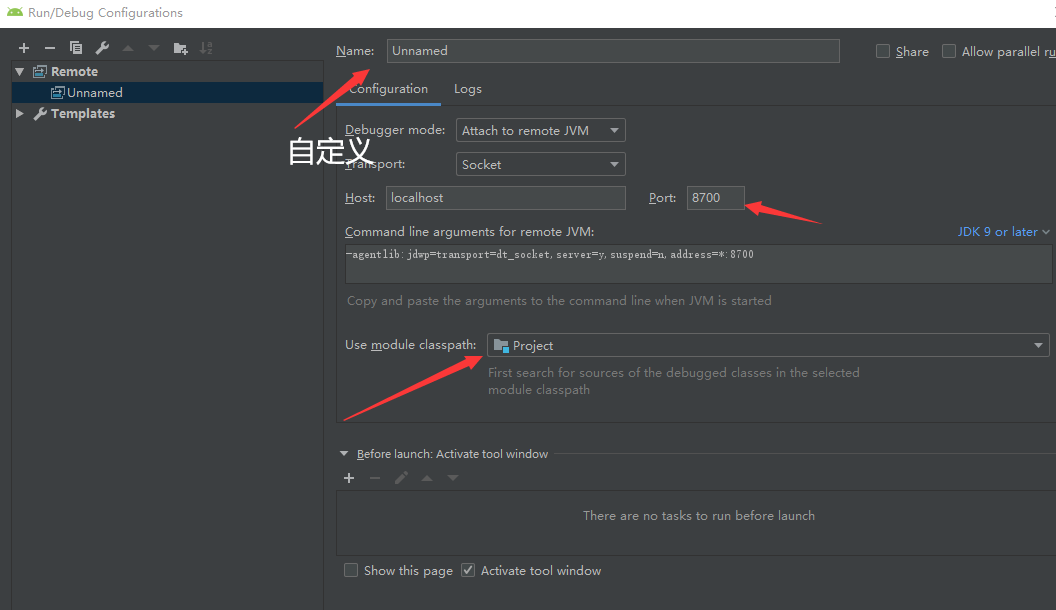 Run/Debug Configurations
Name: Unnamed Share Allow parallel ru
Remote
Unnamed
Templates
Configuration Logs
Debugger mode: Attach to remote JVM
自定义
Transport: Socket
Host: localhost Port: 8700
Command line arguments for remote JVM: JDK 9 or later
-agentlib:jdwp=transport=dt_socket,server=y,suspend=n,address=*:8700
Copy and paste the arguments to the command line when JVM is started
Use module classpath: Project
First search for sources of the debugged classes in the selected
module classpath
Before launch: Activate tool window
There are no tasks to run before launch
Show this page Activate tool window